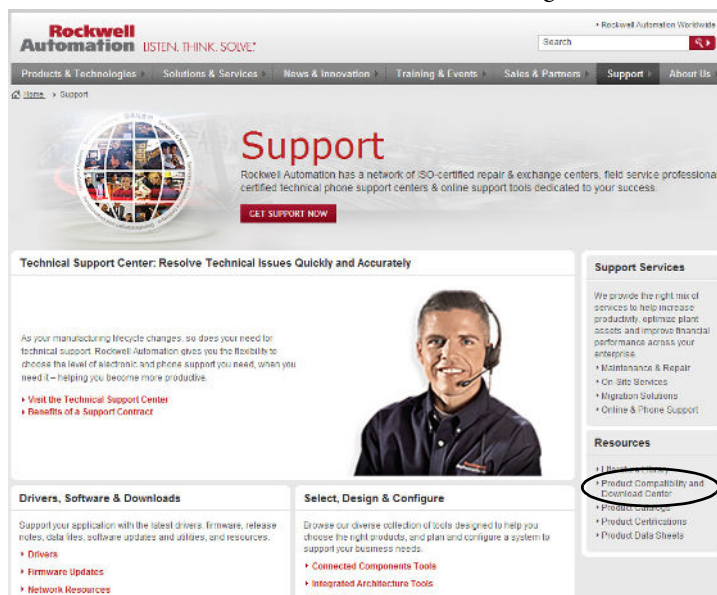 Rockwell
Automation LISTEN. THINK. SOLVE.®
Rockwell Automation Worldwide
Search
Products & Technologies
Solutions & Services
News & Innovation
Training & Events
Sales & Partners
Support
About Us
Home › Support
Support
Rockwell Automation has a network of ISO-certified repair & exchange centers, field service professiona
certified technical phone support centers & online support tools dedicated to your success.
GET SUPPORT NOW
Technical Support Center: Resolve Technical Issues Quickly and Accurately
As your manufacturing lifecycle changes, so does your need for
technical support. Rockwell Automation gives you the flexibility to
choose the level of electronic and phone support you need, when you
need it – helping you become more productive.
Visit the Technical Support Center
Benefits of a Support Contract
Support Services
We provide the right mix of
services to help increase
productivity, optimize plant
assets and improve financial
performance across your
enterprise.
Maintenance & Repair
On-Site Services
Migration Solutions
Online & Phone Support
Resources
Literature Library
Product Compatibility and
Download Center
Product Catalogs
Product Certifications
Product Data Sheets
Drivers, Software & Downloads
Support your application with the latest drivers, firmware, release
notes, data files, software updates and utilities, and resources.
Drivers
Firmware Updates
Network Resources
Select, Design & Configure
Browse our diverse collection of tools designed to help you
choose the right products, and plan and configure a system to
support your business needs.
Connected Components Tools
Integrated Architecture Tools